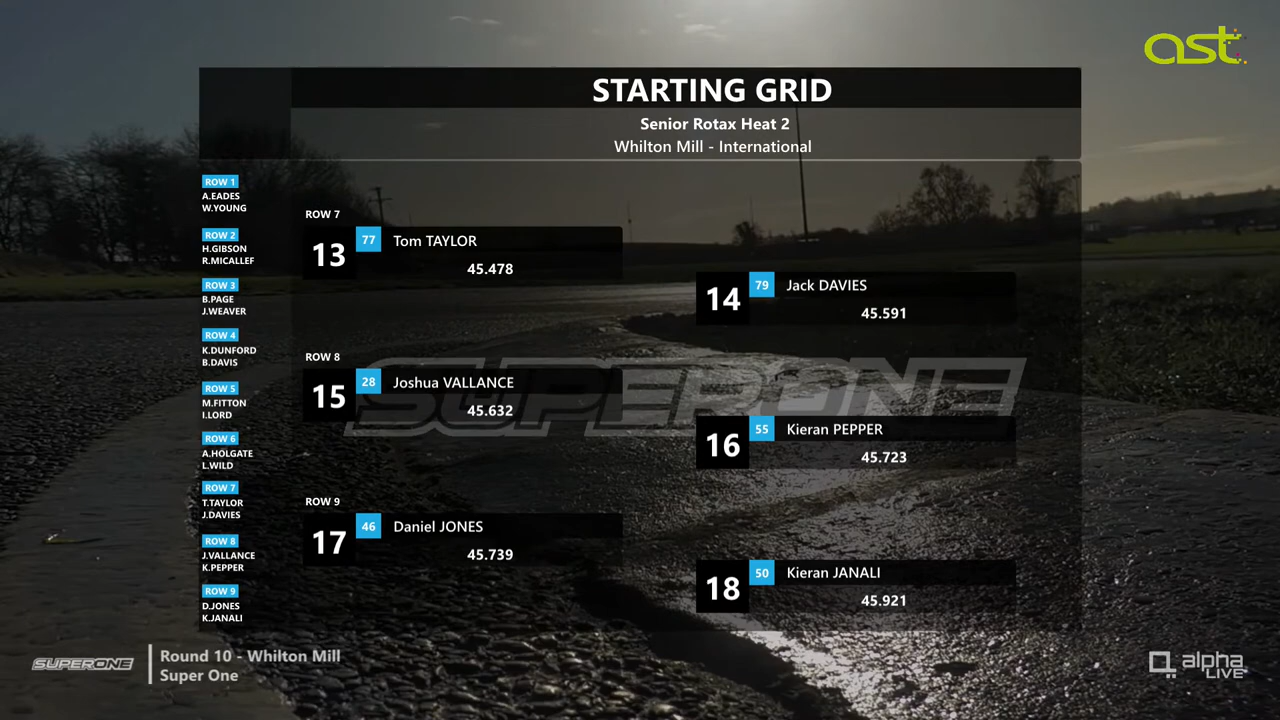 ast
STARTING GRID
Senior Rotax Heat 2
Whilton Mill - International
ROW 1
A.EADES
W.YOUNG
ROW 2
H.GIBSON
R.MICALLEF
ROW 3
B.PAGE
J.WEAVER
ROW 4
K.DUNFORD
B.DAVIS
ROW 5
M.FITTON
I.LORD
ROW 6
A.HOLGATE
L.WILD
ROW 7
T.TAYLOR
J.DAVIES
ROW 8
J.VALLANCE
K.PEPPER
ROW 9
D.JONES
K.JANALI
ROW 7
13 77 Tom TAYLOR
45.478
14 79 Jack DAVIES
45.591
ROW 8
15 28 Joshua VALLANCE
45.632
16 55 Kieran PEPPER
45.723
ROW 9
17 46 Daniel JONES
45.739
18 50 Kieran JANALI
45.921
SUPERONE
SUPERONE
Round 10 - Whilton Mill
Super One
alpha
LIVE